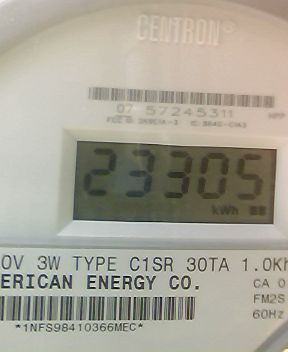 CENTRON®
07 57245311
23305
kWh
0V 3W TYPE C1SR 30TA 1.0Kh
ERICAN ENERGY CO. CA 0
FM2S
60Hz
*1NFS98410366MEC*